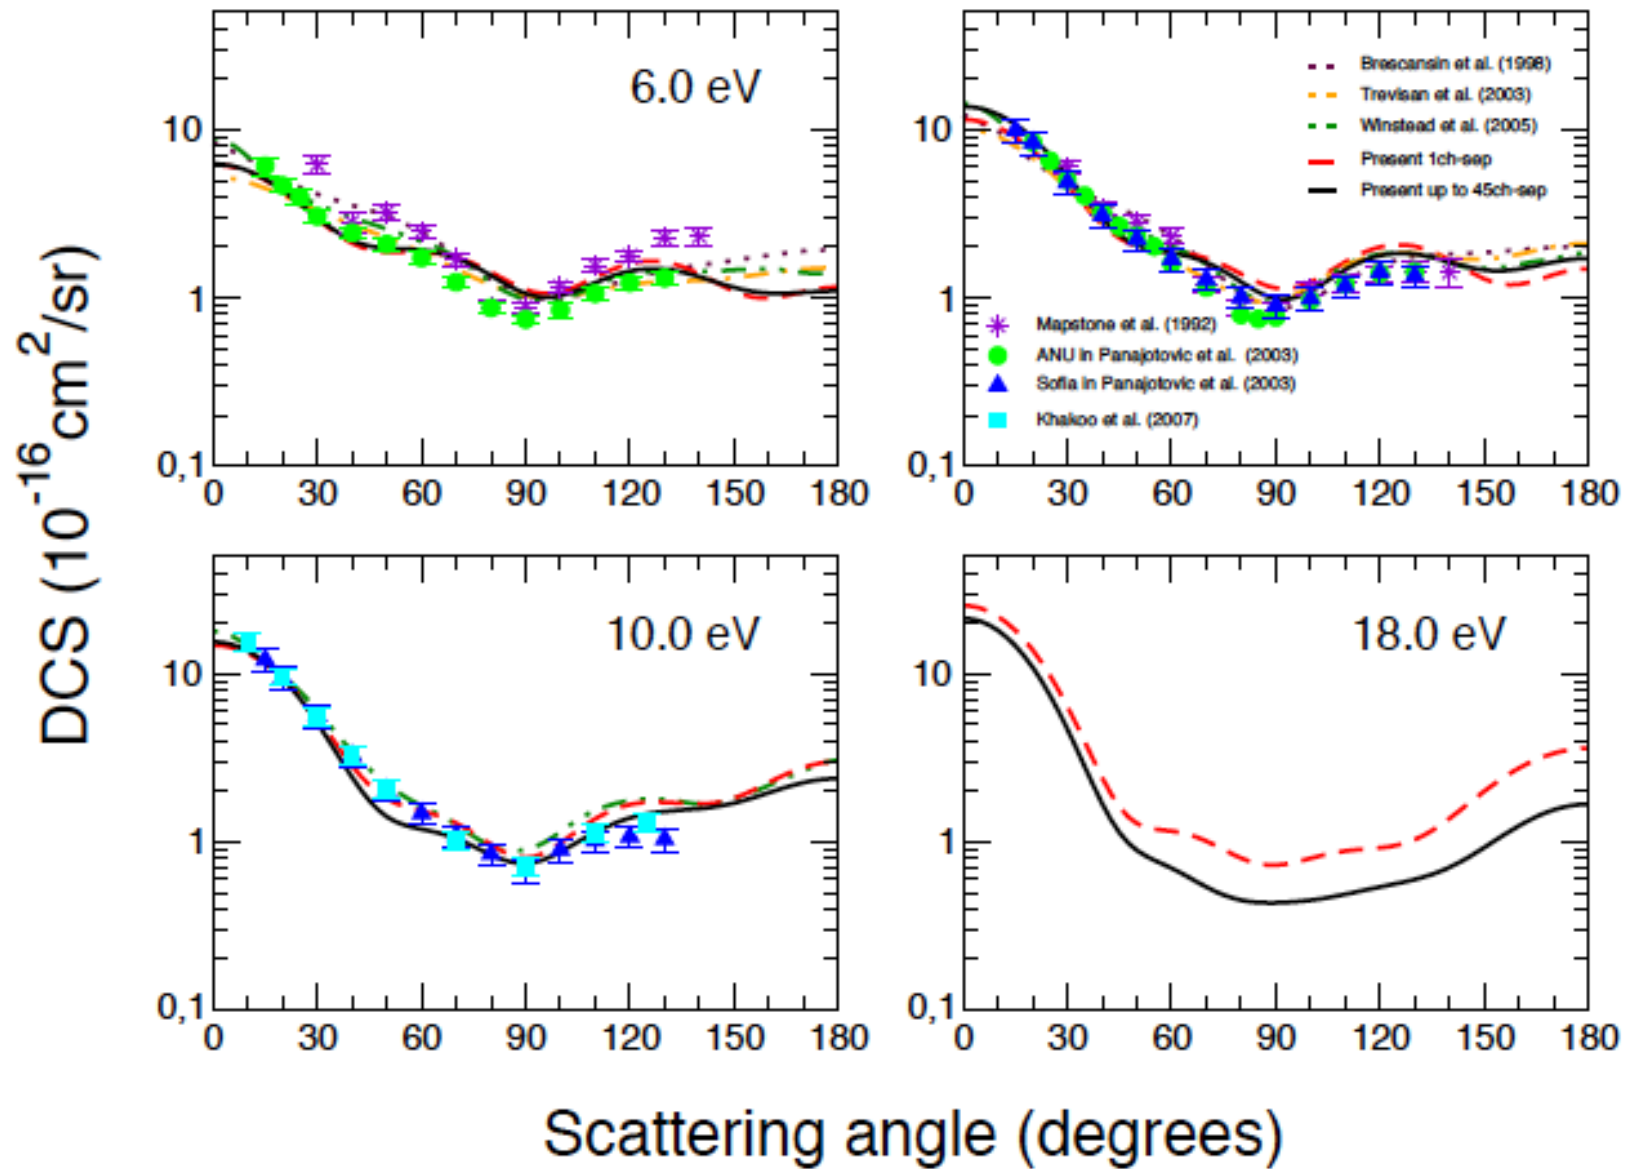 6.0 eV
10
1
0,1
0 30 60 90 120 150 180
Brescansin et al. (1998)
Trevisan et al. (2003)
Winstead et al. (2005)
Present 1ch-sep
Present up to 45ch-sep
Mapstone et al. (1992)
ANU in Panajotovic et al. (2003)
Sofia in Panajotovic et al. (2003)
Khakoo et al. (2007)
10
1
0,1
0 30 60 90 120 150 180
DCS (10⁻¹⁶cm²/sr)
10.0 eV
10
1
0,1
0 30 60 90 120 150 180
18.0 eV
10
1
0,1
0 30 60 90 120 150 180
Scattering angle (degrees)